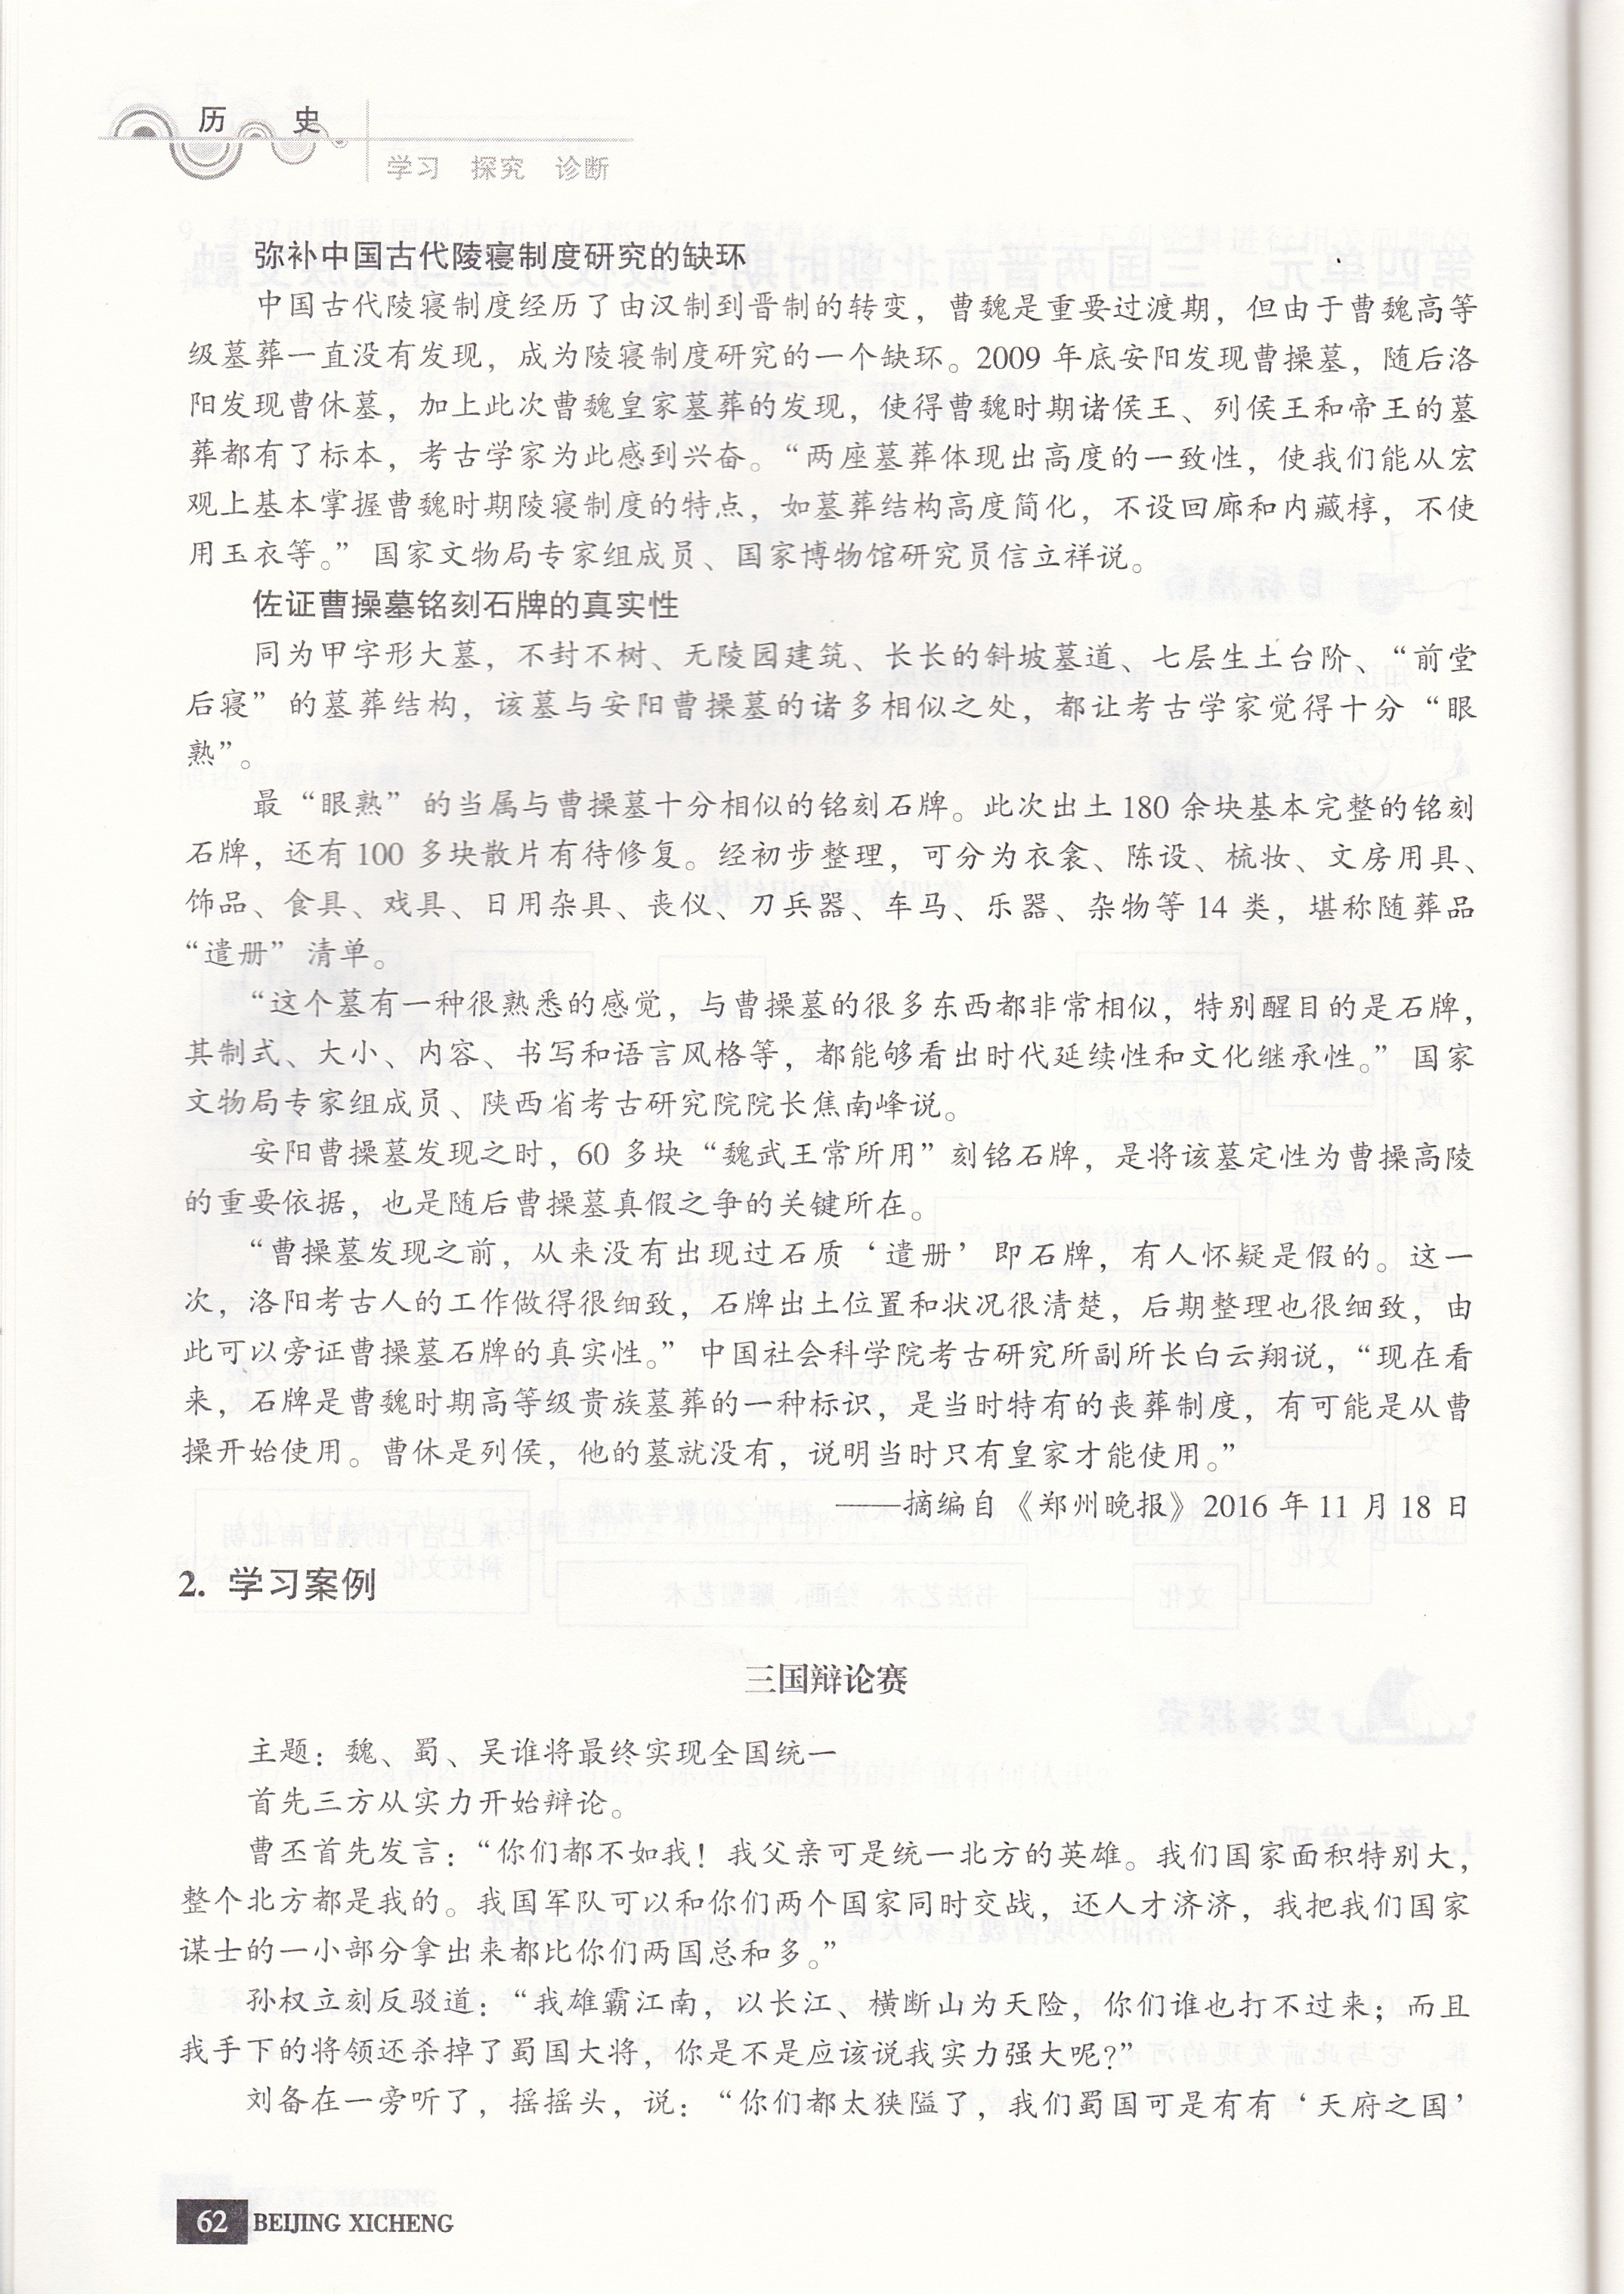 历 史
学习 探究 诊断
弥补中国古代陵寝制度研究的缺环
中国古代陵寝制度经历了由汉制到晋制的转变，曹魏是重要过渡期，但由于曹魏高等
级墓葬一直没有发现，成为陵寝制度研究的一个缺环。2009 年底安阳发现曹操墓，随后洛
阳发现曹休墓，加上此次曹魏皇家墓葬的发现，使得曹魏时期诸侯王、列侯王和帝王的墓
葬都有了标本，考古学家为此感到兴奋。“两座墓葬体现出高度的一致性，使我们能从宏
观上基本掌握曹魏时期陵寝制度的特点，如墓葬结构高度简化，不设回廊和内藏椁，不使
用玉衣等。” 国家文物局专家组成员、国家博物馆研究员信立祥说。
佐证曹操墓铭刻石牌的真实性
同为甲字形大墓，不封不树、无陵园建筑、长长的斜坡墓道、七层生土台阶、“前堂
后寝” 的墓葬结构，该墓与安阳曹操墓的诸多相似之处，都让考古学家觉得十分“眼
熟”。
最“眼熟” 的当属与曹操墓十分相似的铭刻石牌。此次出土 180 余块基本完整的铭刻
石牌，还有 100 多块散片有待修复。经初步整理，可分为衣衾、陈设、梳妆、文房用具、
饰品、食具、戏具、日用杂具、丧仪、刀兵器、车马、乐器、杂物等 14 类，堪称随葬品
“遣册” 清单。
“这个墓有一种很熟悉的感觉，与曹操墓的很多东西都非常相似，特别醒目的是石牌，
其制式、大小、内容、书写和语言风格等，都能够看出时代延续性和文化继承性。” 国家
文物局专家组成员、陕西省考古研究院院长焦南峰说。
安阳曹操墓发现之时，60 多块“魏武王常所用”刻铭石牌，是将该墓定性为曹操高陵
的重要依据，也是随后曹操墓真假之争的关键所在。
“曹操墓发现之前，从来没有出现过石质‘遣册’ 即石牌，有人怀疑是假的。这一
次，洛阳考古人的工作做得很细致，石牌出土位置和状况很清楚，后期整理也很细致，由
此可以旁证曹操墓石牌的真实性。” 中国社会科学院考古研究所副所长白云翔说，“现在看
来，石牌是曹魏时期高等级贵族墓葬的一种标识，是当时特有的丧葬制度，有可能是从曹
操开始使用。曹休是列侯，他的墓就没有，说明当时只有皇家才能使用。”
——摘编自《郑州晚报》2016 年 11 月 18 日
2. 学习案例
三国辩论赛
主题：魏、蜀、吴谁将最终实现全国统一
首先三方从实力开始辩论。
曹丕首先发言：“你们都不如我！我父亲可是统一北方的英雄。我们国家面积特别大，
整个北方都是我的。我国军队可以和你们两个国家同时交战，还人才济济，我把我们国家
谋士的一小部分拿出来都比你们两国总和多。”
孙权立刻反驳道：“我雄霸江南，以长江、横断山为天险，你们谁也打不过来；而且
我手下的将领还杀掉了蜀国大将，你是不是应该说我实力强大呢?”
刘备在一旁听了，摇摇头，说：“你们都太狭隘了，我们蜀国可是有有‘天府之国’
62 BEIJING XICHENG